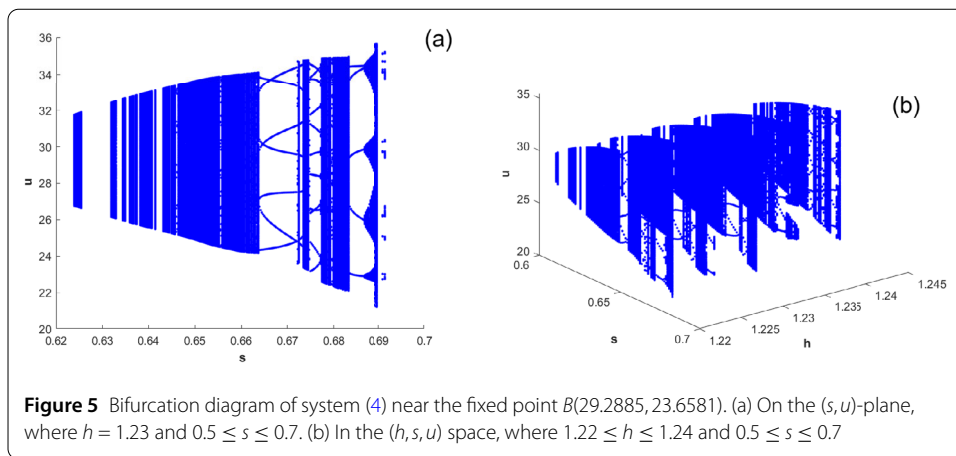 (a)
36
34
32
30
28
26
24
22
20
u
0.62 0.63 0.64 0.65 0.66 0.67 0.68 0.69 0.7
s
(b)
35
30
25
20
u
0.6
0.65
0.7
s
1.22
1.225
1.23
1.235
1.24
1.245
h
Figure 5 Bifurcation diagram of system (4) near the fixed point B(29.2885, 23.6581). (a) On the (s, u)-plane,
where h = 1.23 and 0.5 ≤ s ≤ 0.7. (b) In the (h, s, u) space, where 1.22 ≤ h ≤ 1.24 and 0.5 ≤ s ≤ 0.7